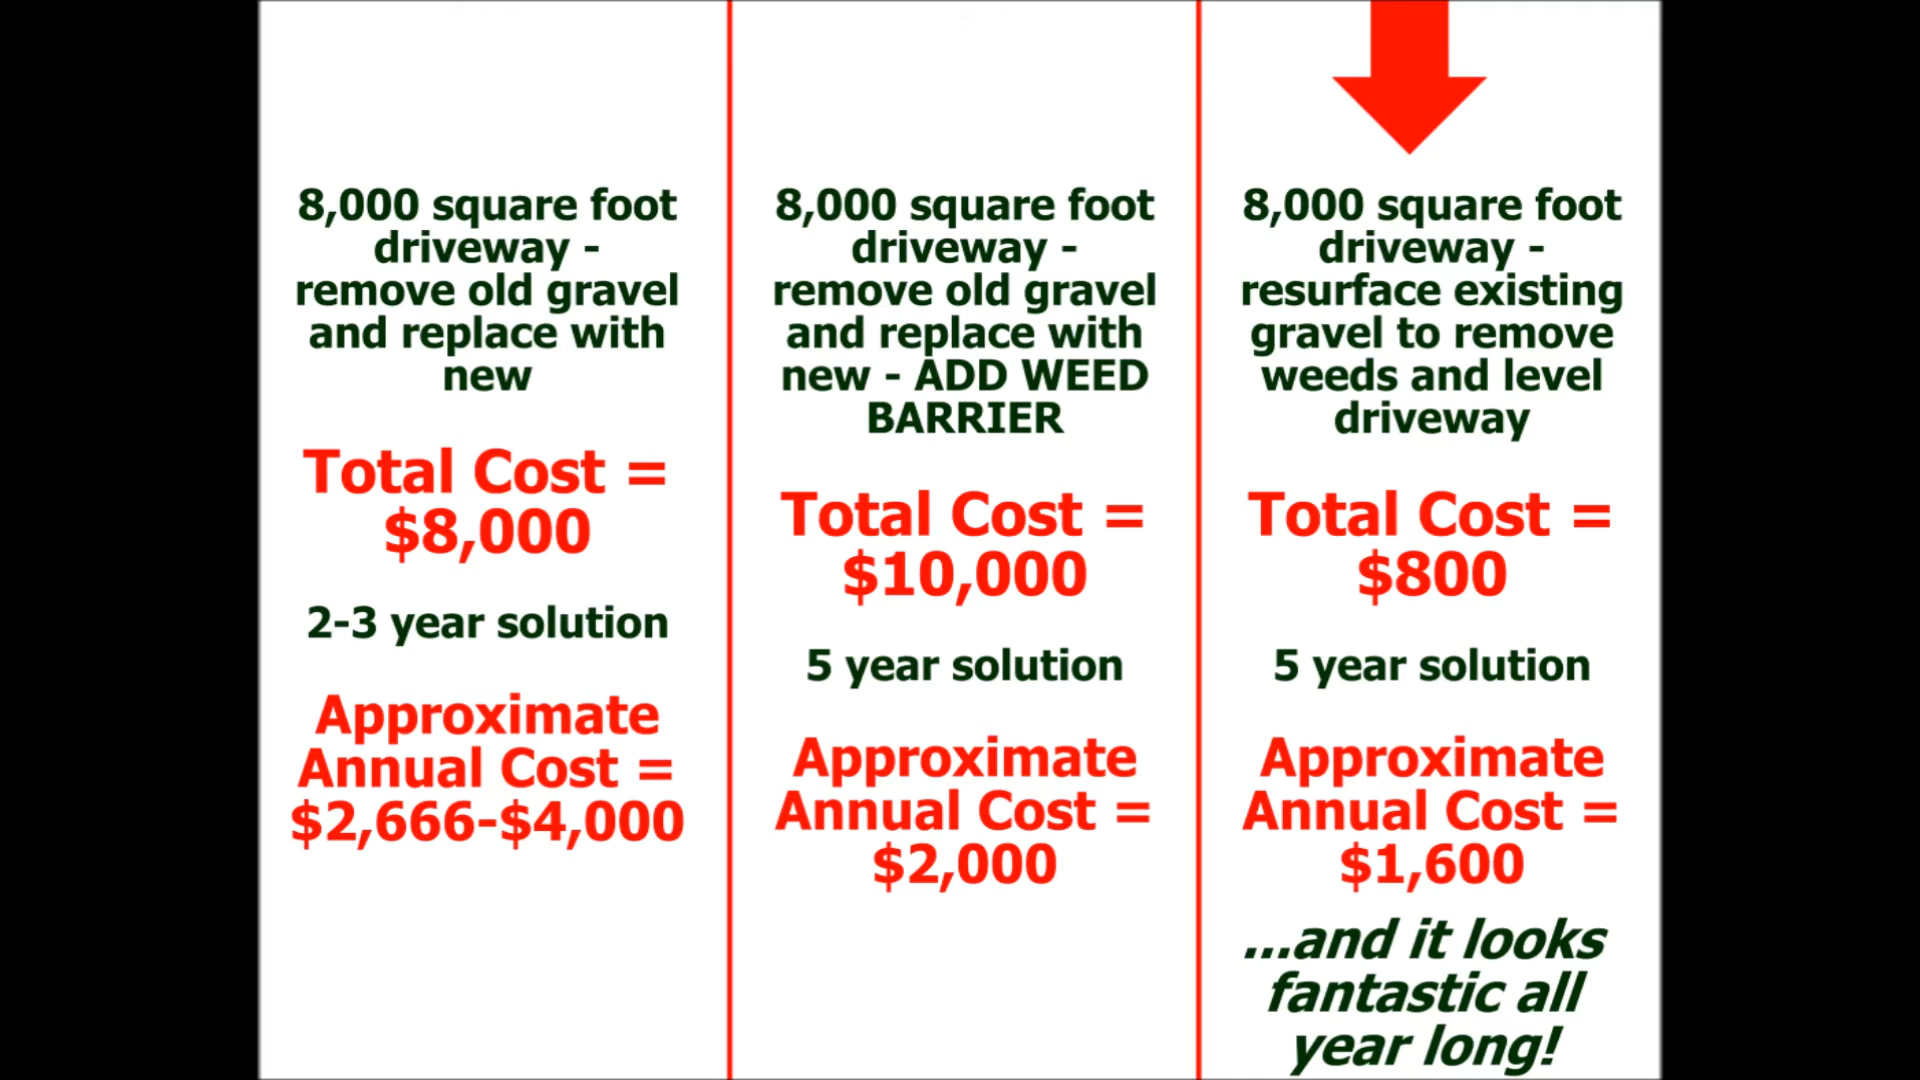 8,000 square foot
driveway -
remove old gravel
and replace with
new
Total Cost =
$8,000
2-3 year solution
Approximate
Annual Cost =
$2,666-$4,000
8,000 square foot
driveway -
remove old gravel
and replace with
new - ADD WEED
BARRIER
Total Cost =
$10,000
5 year solution
Approximate
Annual Cost =
$2,000
8,000 square foot
driveway -
resurface existing
gravel to remove
weeds and level
driveway
Total Cost =
$800
5 year solution
Approximate
Annual Cost =
$1,600
...and it looks
fantastic all
year long!